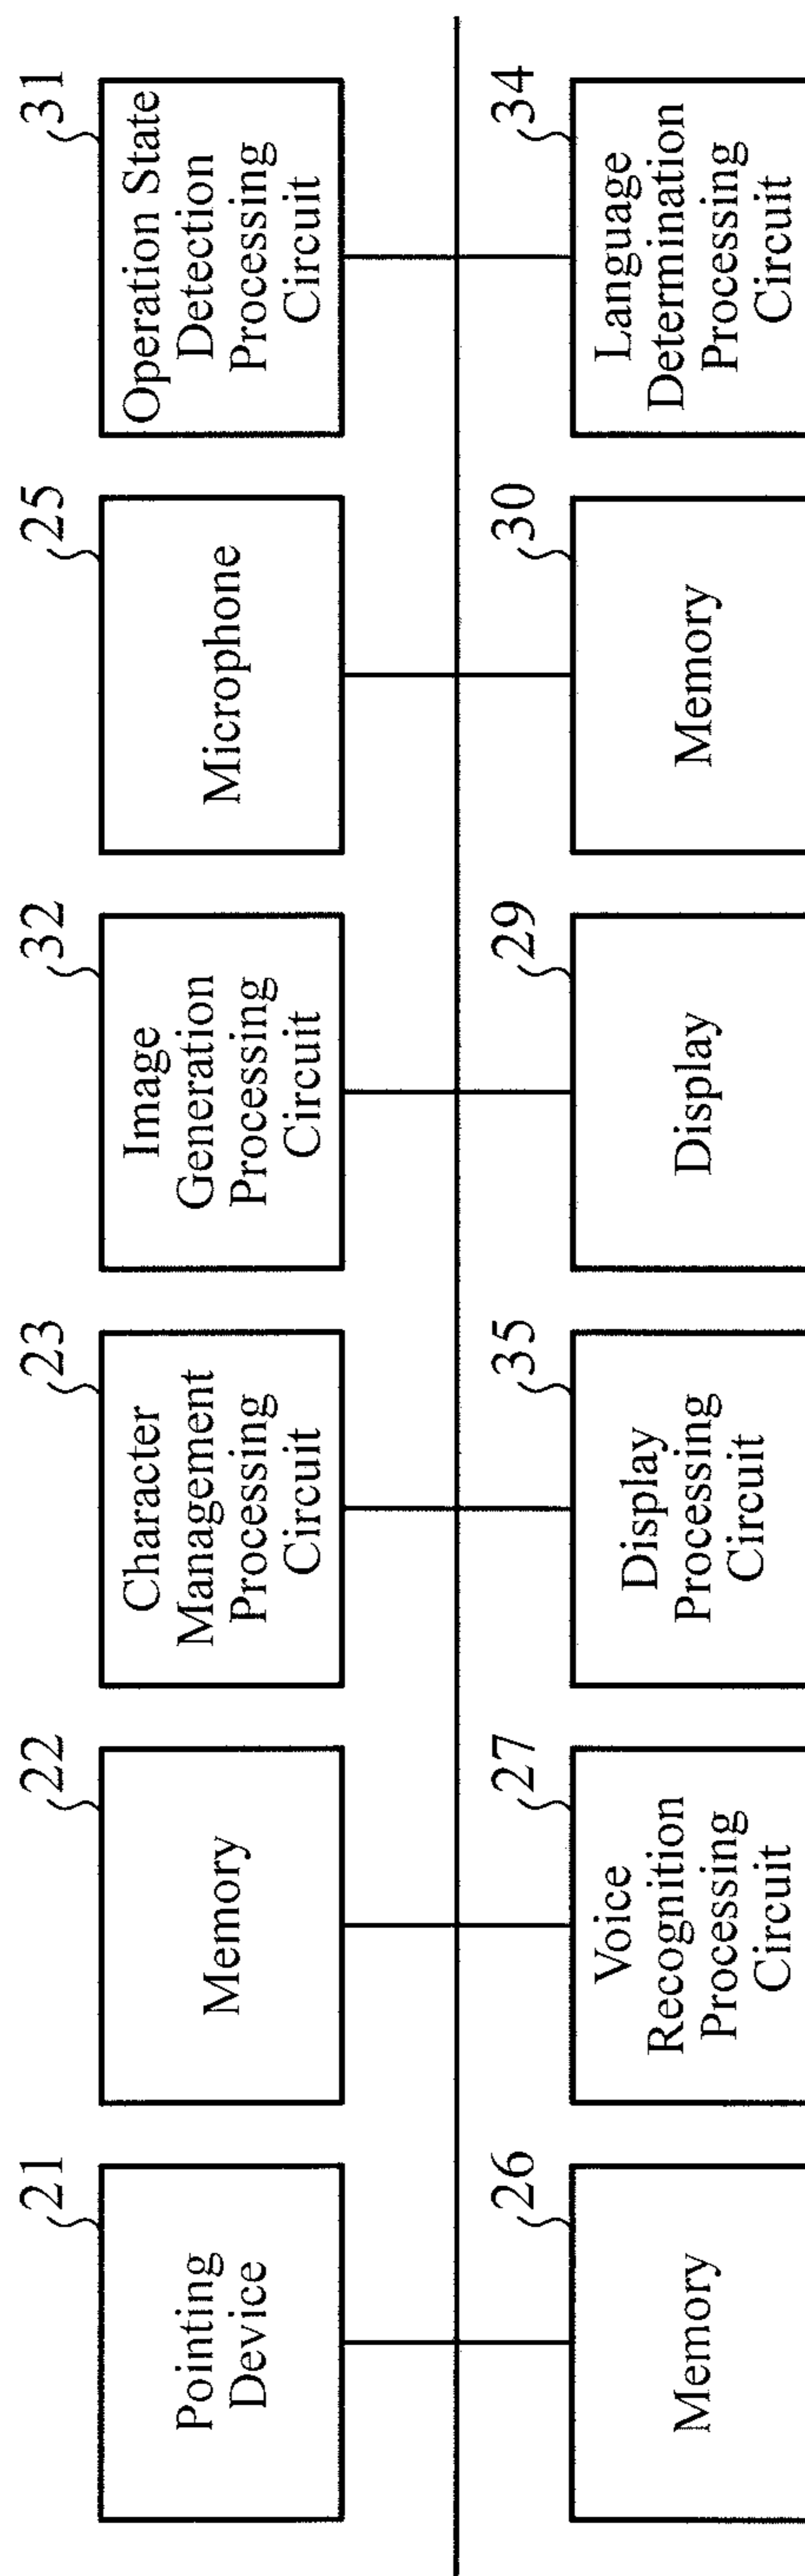 21
Pointing
Device
22
Memory
23
Character
Management
Processing
Circuit
32
Image
Generation
Processing
Circuit
25
Microphone
31
Operation State
Detection
Processing
Circuit
26
Memory
27
Voice
Recognition
Processing
Circuit
35
Display
Processing
Circuit
29
Display
30
Memory
34
Language
Determination
Processing
Circuit